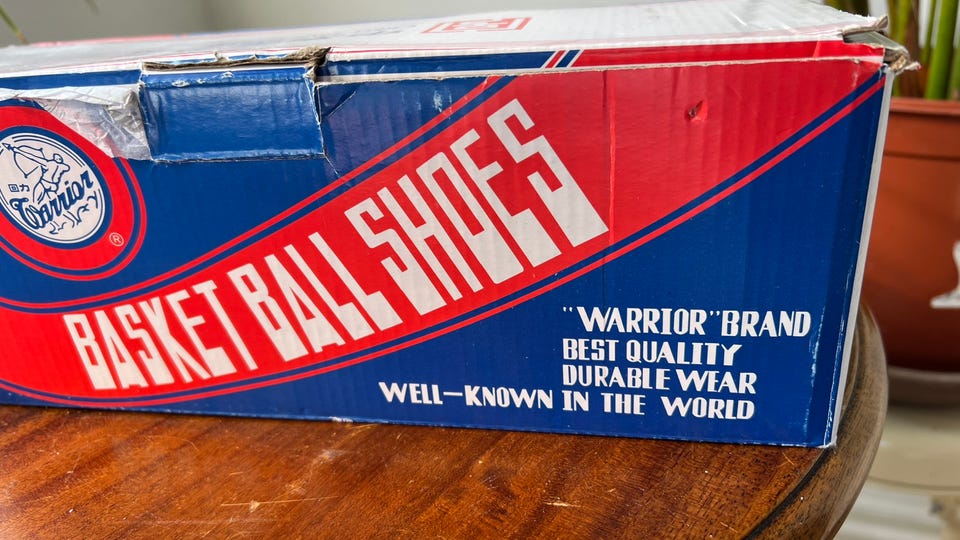 回力
Warrior
®
BASKET BALL SHOES
"WARRIOR" BRAND
BEST QUALITY
DURABLE WEAR
WELL-KNOWN IN THE WORLD